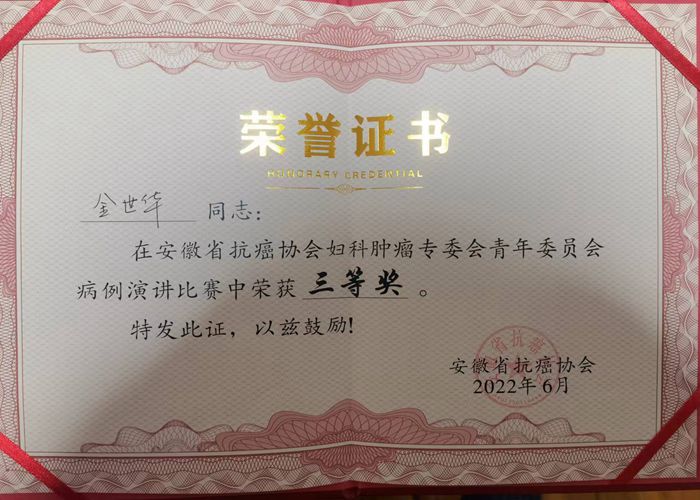 荣誉证书
HONORARY CREDENTIAL
金世华 同志：
在安徽省抗癌协会妇科肿瘤专委会青年委员会
病例演讲比赛中荣获 三等奖 。
特发此证，以兹鼓励！
安徽省抗癌协会
2022年6月